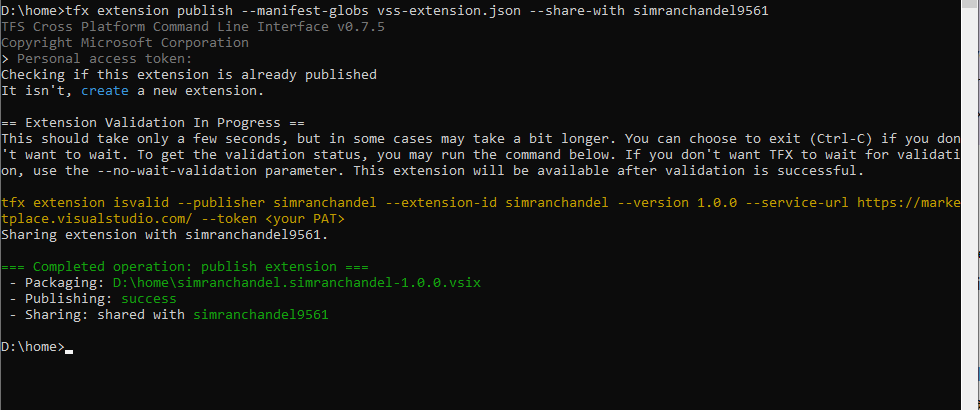 D:\home>tfx extension publish --manifest-globs vss-extension.json --share-with simranchandel9561
TFS Cross Platform Command Line Interface v0.7.5
Copyright Microsoft Corporation
> Personal access token:
Checking if this extension is already published
It isn't, create a new extension.
== Extension Validation In Progress ==
This should take only a few seconds, but in some cases may take a bit longer. You can choose to exit (Ctrl-C) if you don
't want to wait. To get the validation status, you may run the command below. If you don't want TFX to wait for validati
on, use the --no-wait-validation parameter. This extension will be available after validation is successful.
tfx extension isvalid --publisher simranchandel --extension-id simranchandel --version 1.0.0 --service-url https://marke
tplace.visualstudio.com/ --token <your PAT>
Sharing extension with simranchandel9561.
=== Completed operation: publish extension ===
 - Packaging: D:\home\simranchandel.simranchandel-1.0.0.vsix
 - Publishing: success
 - Sharing: shared with simranchandel9561
D:\home>